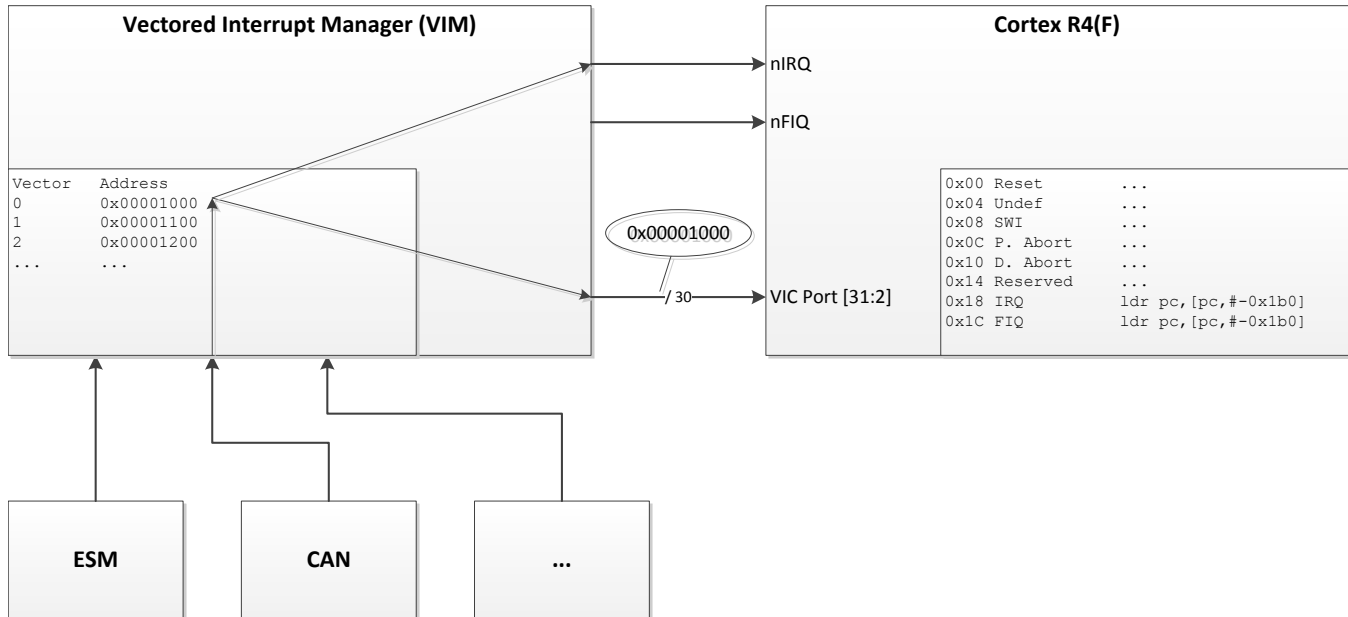 Vectored Interrupt Manager (VIM)
Vector Address
0 0x00001000
1 0x00001100
2 0x00001200
... ...
0x00001000
/ 30
Cortex R4(F)
nIRQ
nFIQ
VIC Port [31:2]
0x00 Reset ...
0x04 Undef ...
0x08 SWI ...
0x0C P. Abort ...
0x10 D. Abort ...
0x14 Reserved ...
0x18 IRQ ldr pc,[pc,#-0x1b0]
0x1C FIQ ldr pc,[pc,#-0x1b0]
ESM
CAN
...